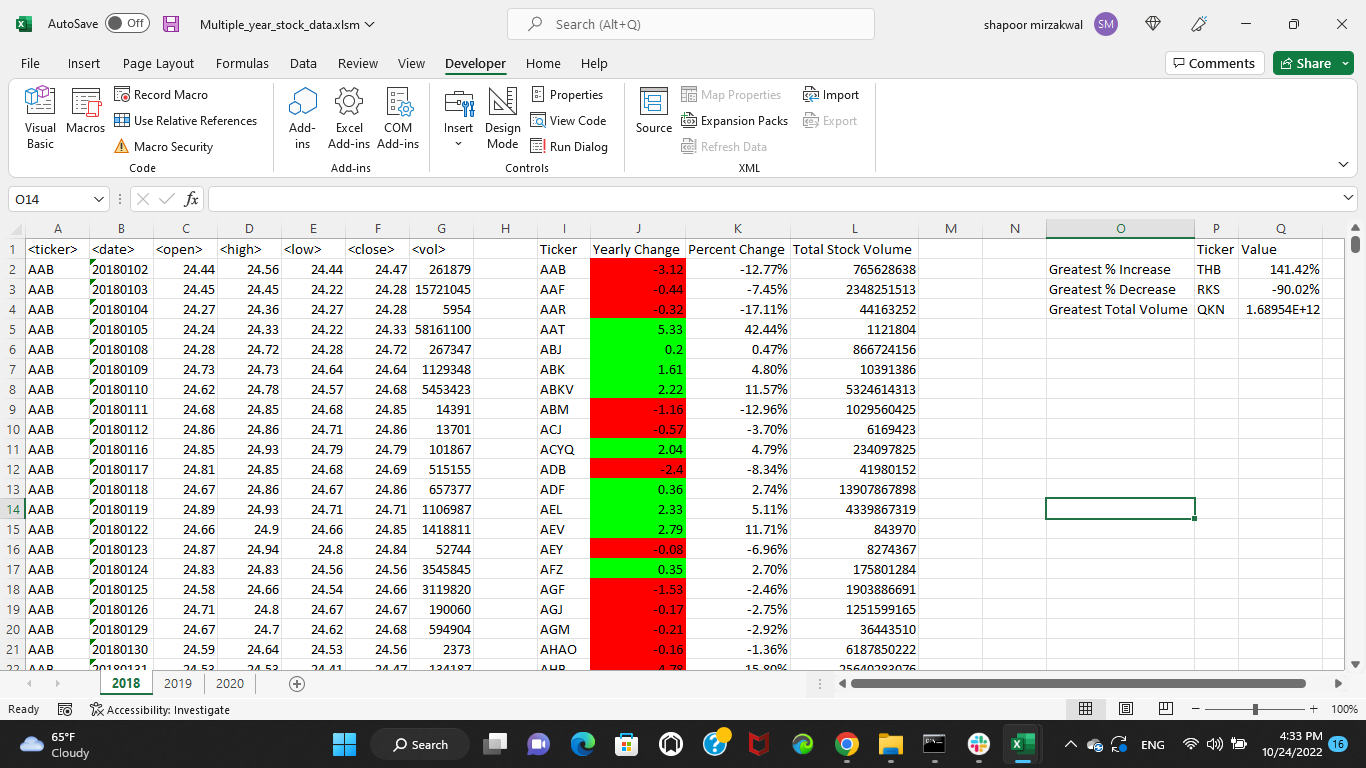 AutoSave Off Multiple_year_stock_data.xlsm Search (Alt+Q) shapoor mirzakwal SM
File Insert Page Layout Formulas Data Review View Developer Home Help Comments Share
Visual Basic
Macros
Record Macro
Use Relative References
Macro Security
Code
Add-ins
Excel Add-ins
COM Add-ins
Add-ins
Insert
Design Mode
Properties
View Code
Run Dialog
Controls
Source
Map Properties
Expansion Packs
Refresh Data
Import
Export
XML
O14 fx
A B C D E F G H I J K L M N O P Q
1 <ticker> <date> <open> <high> <low> <close> <vol> Ticker Yearly Change Percent Change Total Stock Volume Ticker Value
2 AAB 20180102 24.44 24.56 24.44 24.47 261879 AAB -3.12 -12.77% 765628638 Greatest % Increase THB 141.42%
3 AAB 20180103 24.45 24.45 24.22 24.28 15721045 AAF -0.44 -7.45% 2348251513 Greatest % Decrease RKS -90.02%
4 AAB 20180104 24.27 24.36 24.27 24.28 5954 AAR -0.32 -17.11% 44163252 Greatest Total Volume QKN 1.68954E+12
5 AAB 20180105 24.24 24.33 24.22 24.33 58161100 AAT 5.33 42.44% 1121804
6 AAB 20180108 24.28 24.72 24.28 24.72 267347 ABJ 0.2 0.47% 866724156
7 AAB 20180109 24.73 24.73 24.64 24.64 1129348 ABK 1.61 4.80% 10391386
8 AAB 20180110 24.62 24.78 24.57 24.68 5453423 ABKV 2.22 11.57% 5324614313
9 AAB 20180111 24.68 24.85 24.68 24.85 14391 ABM -1.16 -12.96% 1029560425
10 AAB 20180112 24.86 24.86 24.71 24.86 13701 ACJ -0.57 -3.70% 6169423
11 AAB 20180116 24.85 24.93 24.79 24.79 101867 ACYQ 2.04 4.79% 234097825
12 AAB 20180117 24.81 24.85 24.68 24.69 515155 ADB -2.4 -8.34% 41980152
13 AAB 20180118 24.67 24.86 24.67 24.86 657377 ADF 0.36 2.74% 13907867898
14 AAB 20180119 24.89 24.93 24.71 24.71 1106987 AEL 2.33 5.11% 4339867319
15 AAB 20180122 24.66 24.9 24.66 24.85 1418811 AEV 2.79 11.71% 843970
16 AAB 20180123 24.87 24.94 24.8 24.84 52744 AEY -0.08 -6.96% 8274367
17 AAB 20180124 24.83 24.83 24.56 24.56 3545845 AFZ 0.35 2.70% 175801284
18 AAB 20180125 24.58 24.66 24.54 24.66 3119820 AGF -1.53 -2.46% 1903886691
19 AAB 20180126 24.71 24.8 24.67 24.67 190060 AGJ -0.17 -2.75% 1251599165
20 AAB 20180129 24.67 24.7 24.62 24.68 594904 AGM -0.21 -2.92% 36443510
21 AAB 20180130 24.59 24.64 24.53 24.56 2373 AHAO -0.16 -1.36% 6187850222
22 AAB 20180131 24.53 24.53 24.41 24.47 134187
2018 2019 2020
Ready Accessibility: Investigate 100%
65°F
Cloudy
Search
ENG
4:33 PM
10/24/2022
16